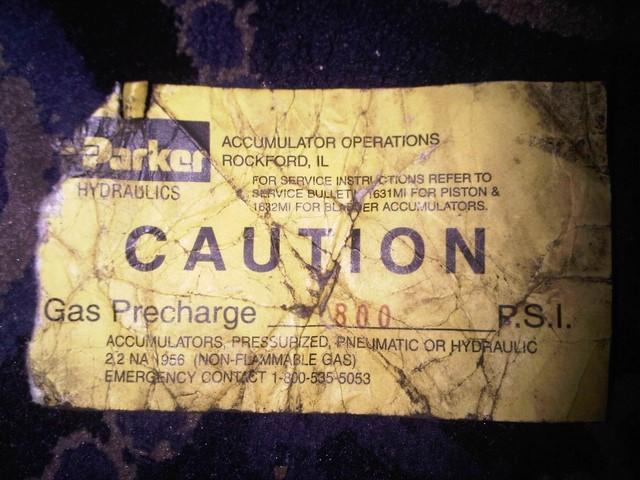 Parker
HYDRAULICS
ACCUMULATOR OPERATIONS
ROCKFORD, IL
FOR SERVICE INSTRUCTIONS REFER TO
SERVICE BULLETIN 1631MI FOR PISTON &
1632MI FOR BLADDER ACCUMULATORS.
CAUTION
Gas Precharge 800 P.S.I.
ACCUMULATORS, PRESSURIZED, PNEUMATIC OR HYDRAULIC
2.2 NA 1956 (NON-FLAMMABLE GAS)
EMERGENCY CONTACT 1-800-535-5053